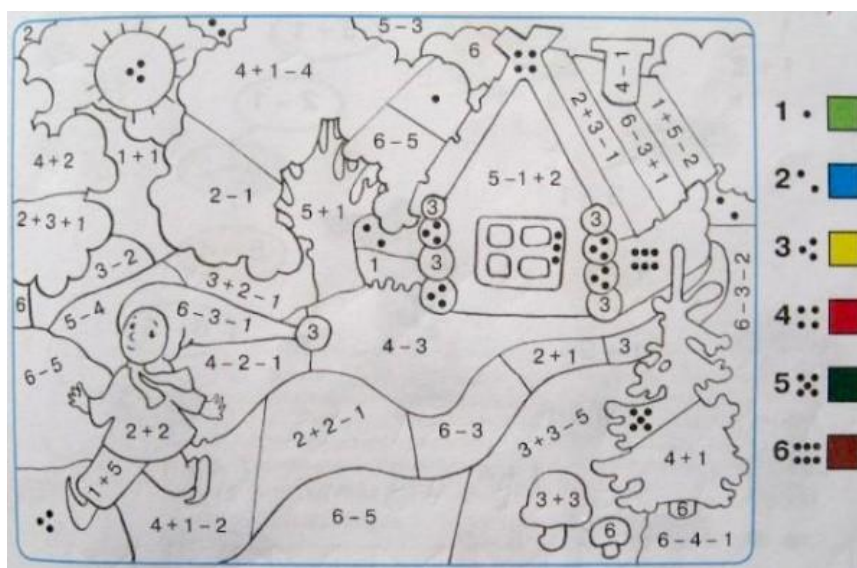 2
5 – 3
6
4 + 1 – 4
4 – 1
2 + 3 – 1
6 – 3 + 1
1 + 5 – 2
1 •
4 + 2
1 + 1
6 – 5
2 – 1
5 – 1 + 2
2
5 + 1
2 + 3 + 1
3
3
3 – 2
1
3
3
6 – 3 – 2
3 + 2 – 1
6
5 – 4
6 – 3 – 1
3
3
4 – 3
4 – 2 – 1
2 + 1
3
4
6 – 5
2 + 2
2 + 2 – 1
6 – 3
3 + 3 – 5
5
4 + 1
1 + 5
3 + 3
6
6
6
4 + 1 – 2
6 – 5
6 – 4 – 1